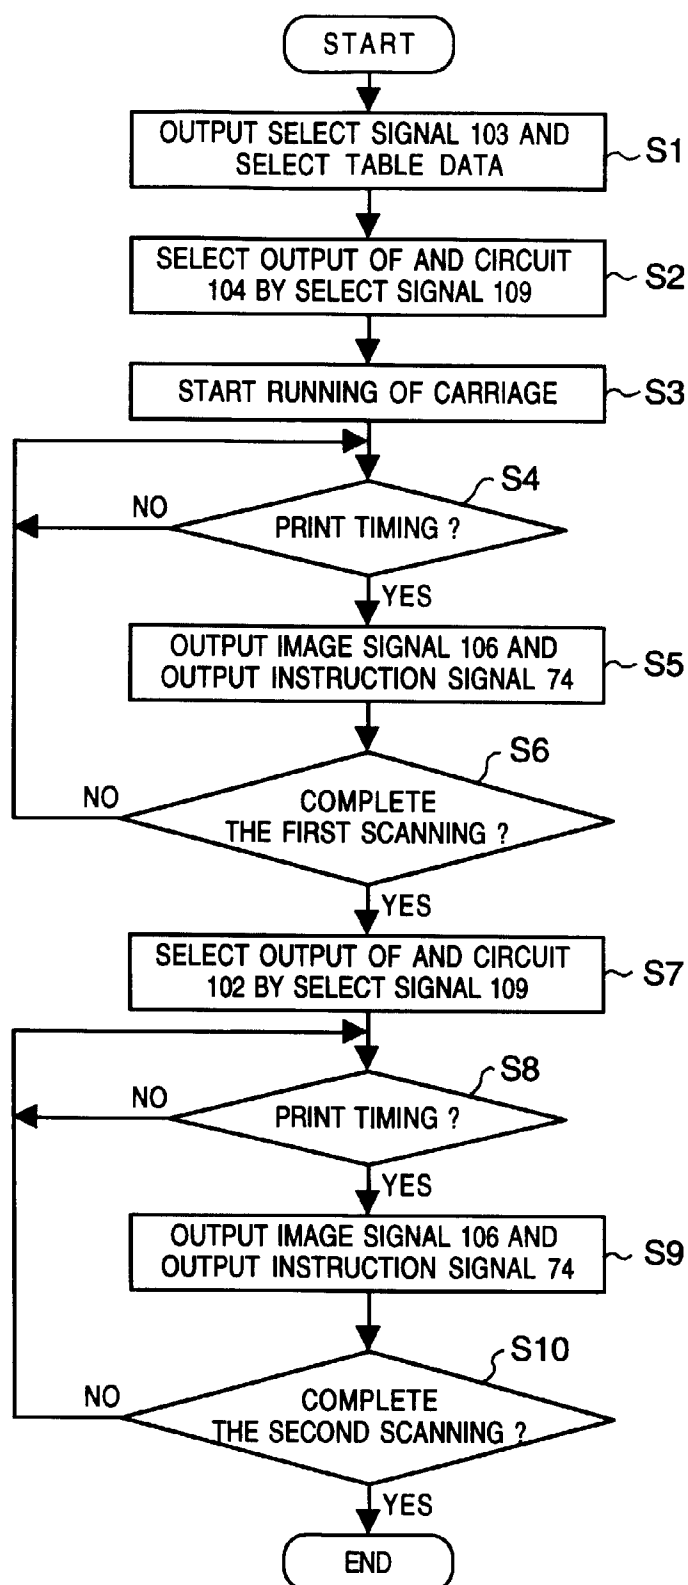 START
OUTPUT SELECT SIGNAL 103 AND
SELECT TABLE DATA
S1
SELECT OUTPUT OF AND CIRCUIT
104 BY SELECT SIGNAL 109
S2
START RUNNING OF CARRIAGE
S3
S4
NO
PRINT TIMING ?
YES
OUTPUT IMAGE SIGNAL 106 AND
OUTPUT INSTRUCTION SIGNAL 74
S5
S6
NO
COMPLETE
THE FIRST SCANNING ?
YES
SELECT OUTPUT OF AND CIRCUIT
102 BY SELECT SIGNAL 109
S7
S8
NO
PRINT TIMING ?
YES
OUTPUT IMAGE SIGNAL 106 AND
OUTPUT INSTRUCTION SIGNAL 74
S9
S10
NO
COMPLETE
THE SECOND SCANNING ?
YES
END